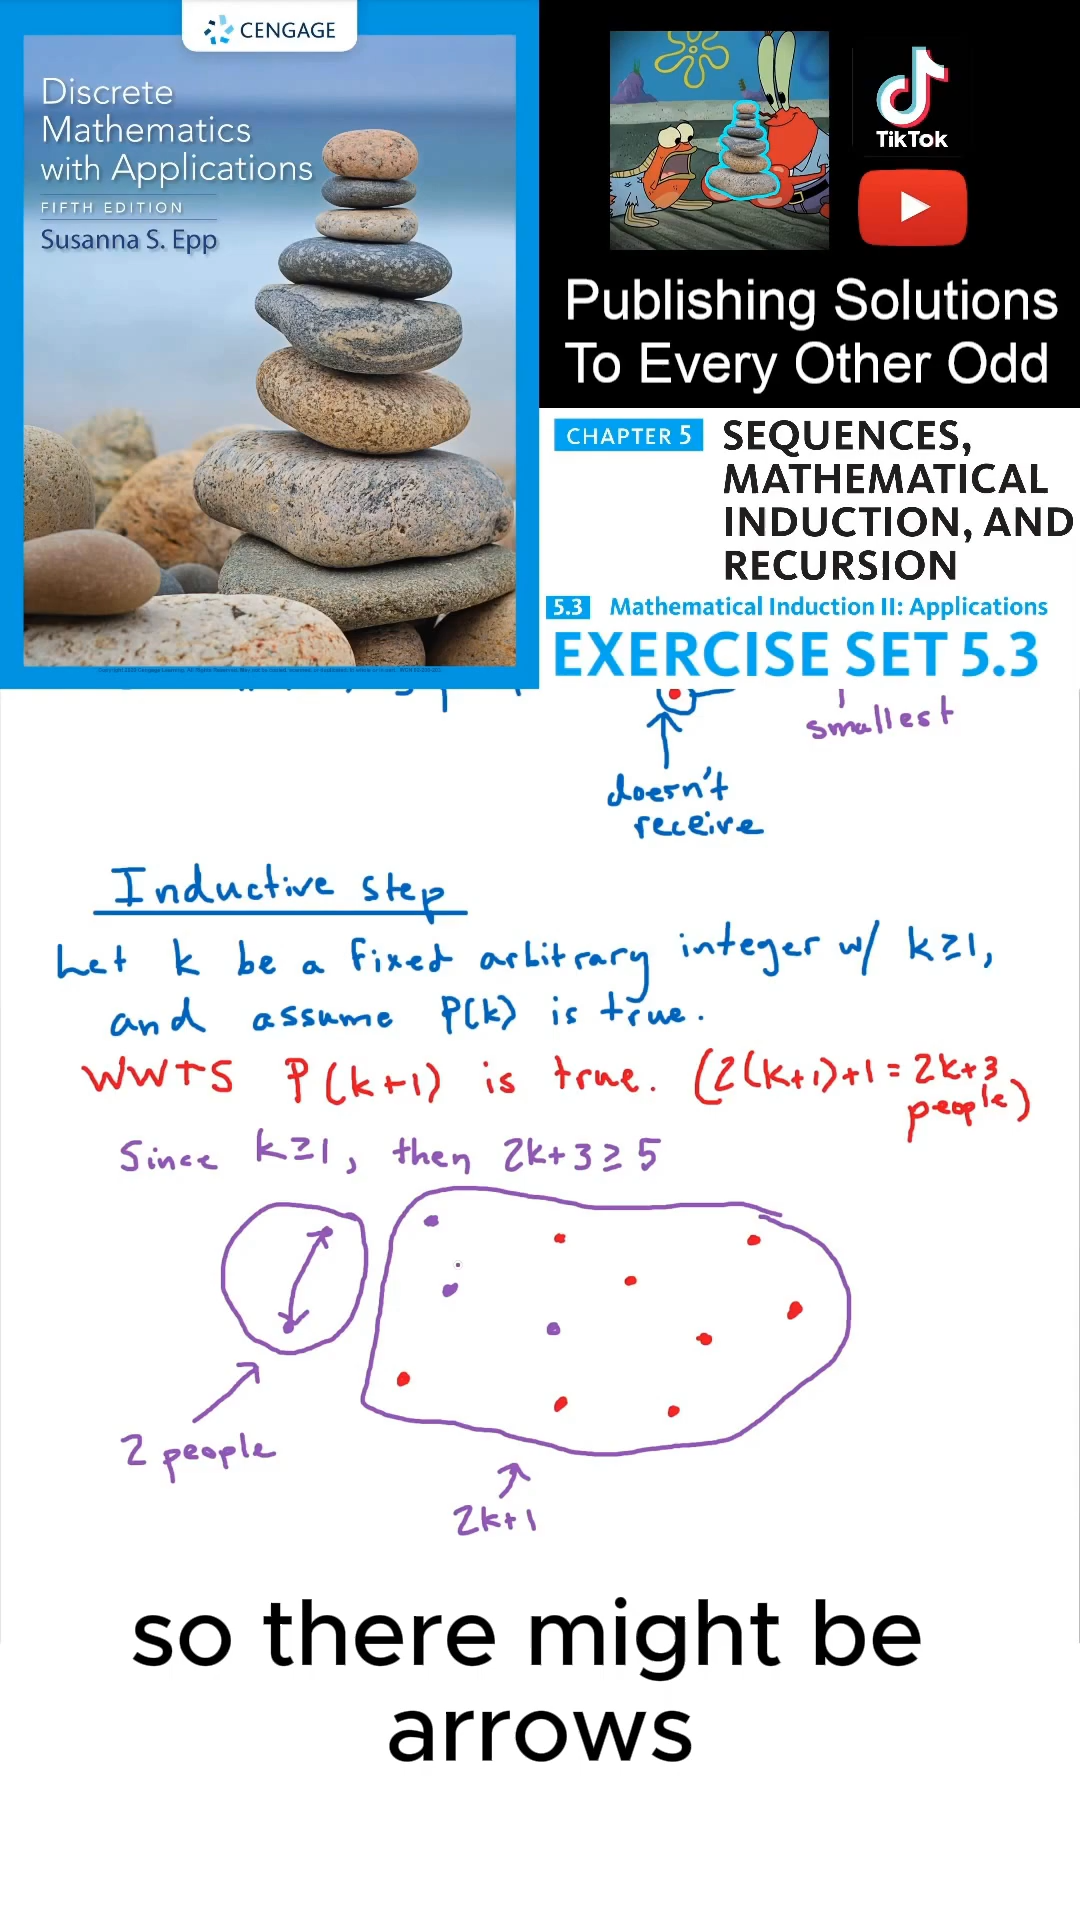 CENGAGE
Discrete
Mathematics
with Applications
FIFTH EDITION
Susanna S. Epp
TikTok
Publishing Solutions
To Every Other Odd
CHAPTER 5
SEQUENCES,
MATHEMATICAL
INDUCTION, AND
RECURSION
5.3 Mathematical Induction II: Applications
EXERCISE SET 5.3
smallest
doesn't
receive
Inductive step
Let k be a fixed arbitrary integer w/ k≥1,
and assume P(k) is true.
WWTS P(k+1) is true. (2(k+1)+1 = 2k+3
people)
Since k≥1, then 2k+3≥5
2 people
2k+1
so there might be
arrows